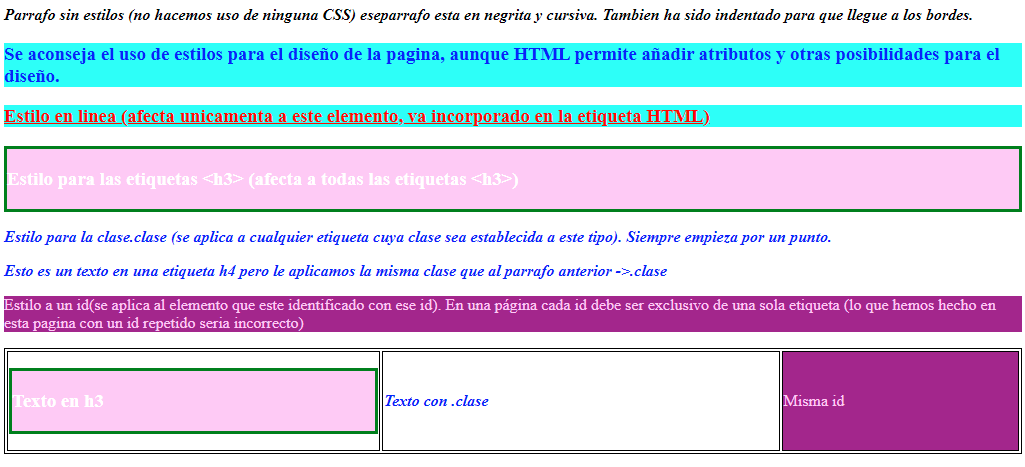 Parrafo sin estilos (no hacemos uso de ninguna CSS) eseparrafo esta en negrita y cursiva. Tambien ha sido indentado para que llegue a los bordes.
Se aconseja el uso de estilos para el diseño de la pagina, aunque HTML permite añadir atributos y otras posibilidades para el
diseño.
Estilo en linea (afecta unicamenta a este elemento, va incorporado en la etiqueta HTML)
Estilo para las etiquetas <h3> (afecta a todas las etiquetas <h3>)
Estilo para la clase.clase (se aplica a cualquier etiqueta cuya clase sea establecida a este tipo). Siempre empieza por un punto.
Esto es un texto en una etiqueta h4 pero le aplicamos la misma clase que al parrafo anterior ->.clase
Estilo a un id(se aplica al elemento que este identificado con ese id). En una página cada id debe ser exclusivo de una sola etiqueta (lo que hemos hecho en
esta pagina con un id repetido seria incorrecto)
Texto en h3
Texto con .clase
Misma id